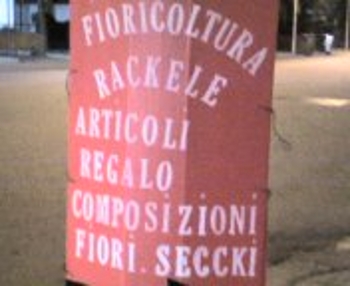 FIORICOLTURA
RACKELE
ARTICOLI
REGALO
COMPOSiZiONi
FIORi. SECCKi